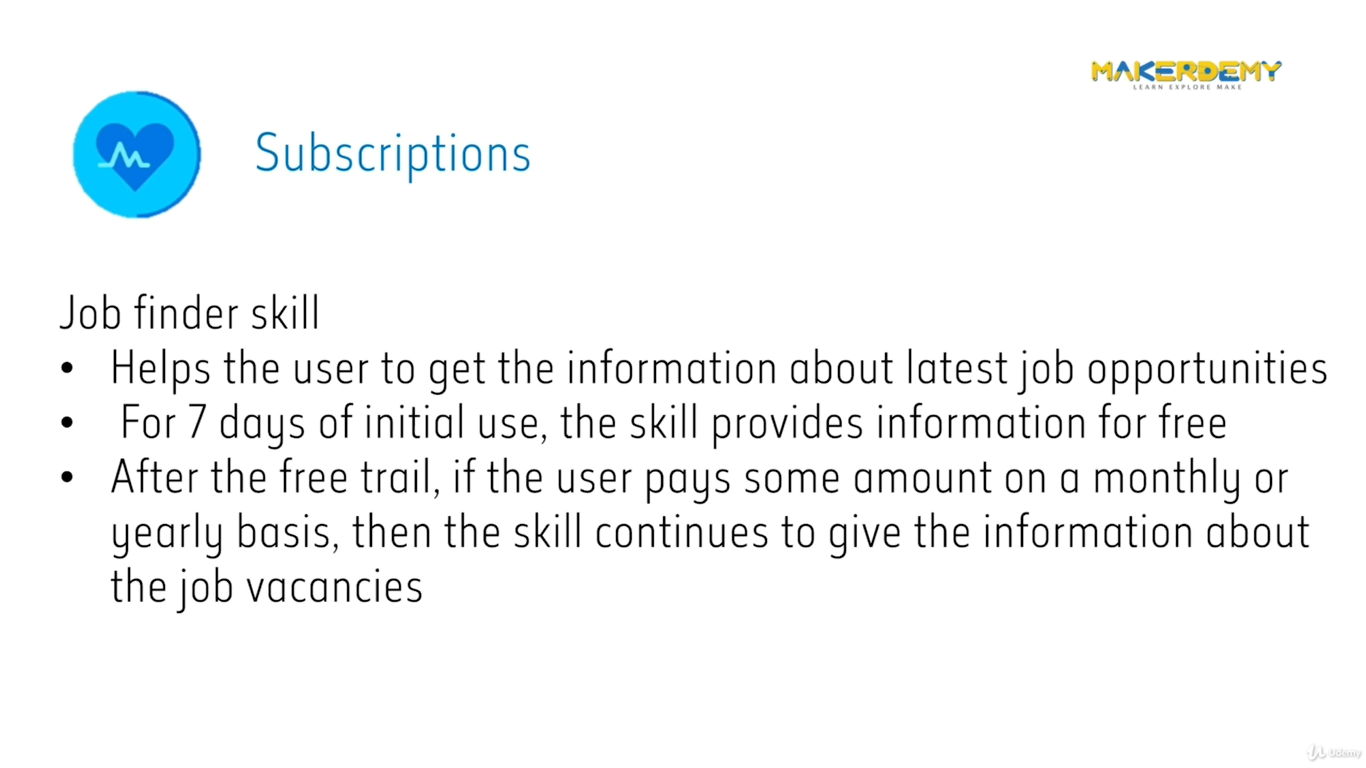 MAKERDEMY
LEARN EXPLORE MAKE
Subscriptions
Job finder skill
• Helps the user to get the information about latest job opportunities
• For 7 days of initial use, the skill provides information for free
• After the free trail, if the user pays some amount on a monthly or
yearly basis, then the skill continues to give the information about
the job vacancies
Udemy